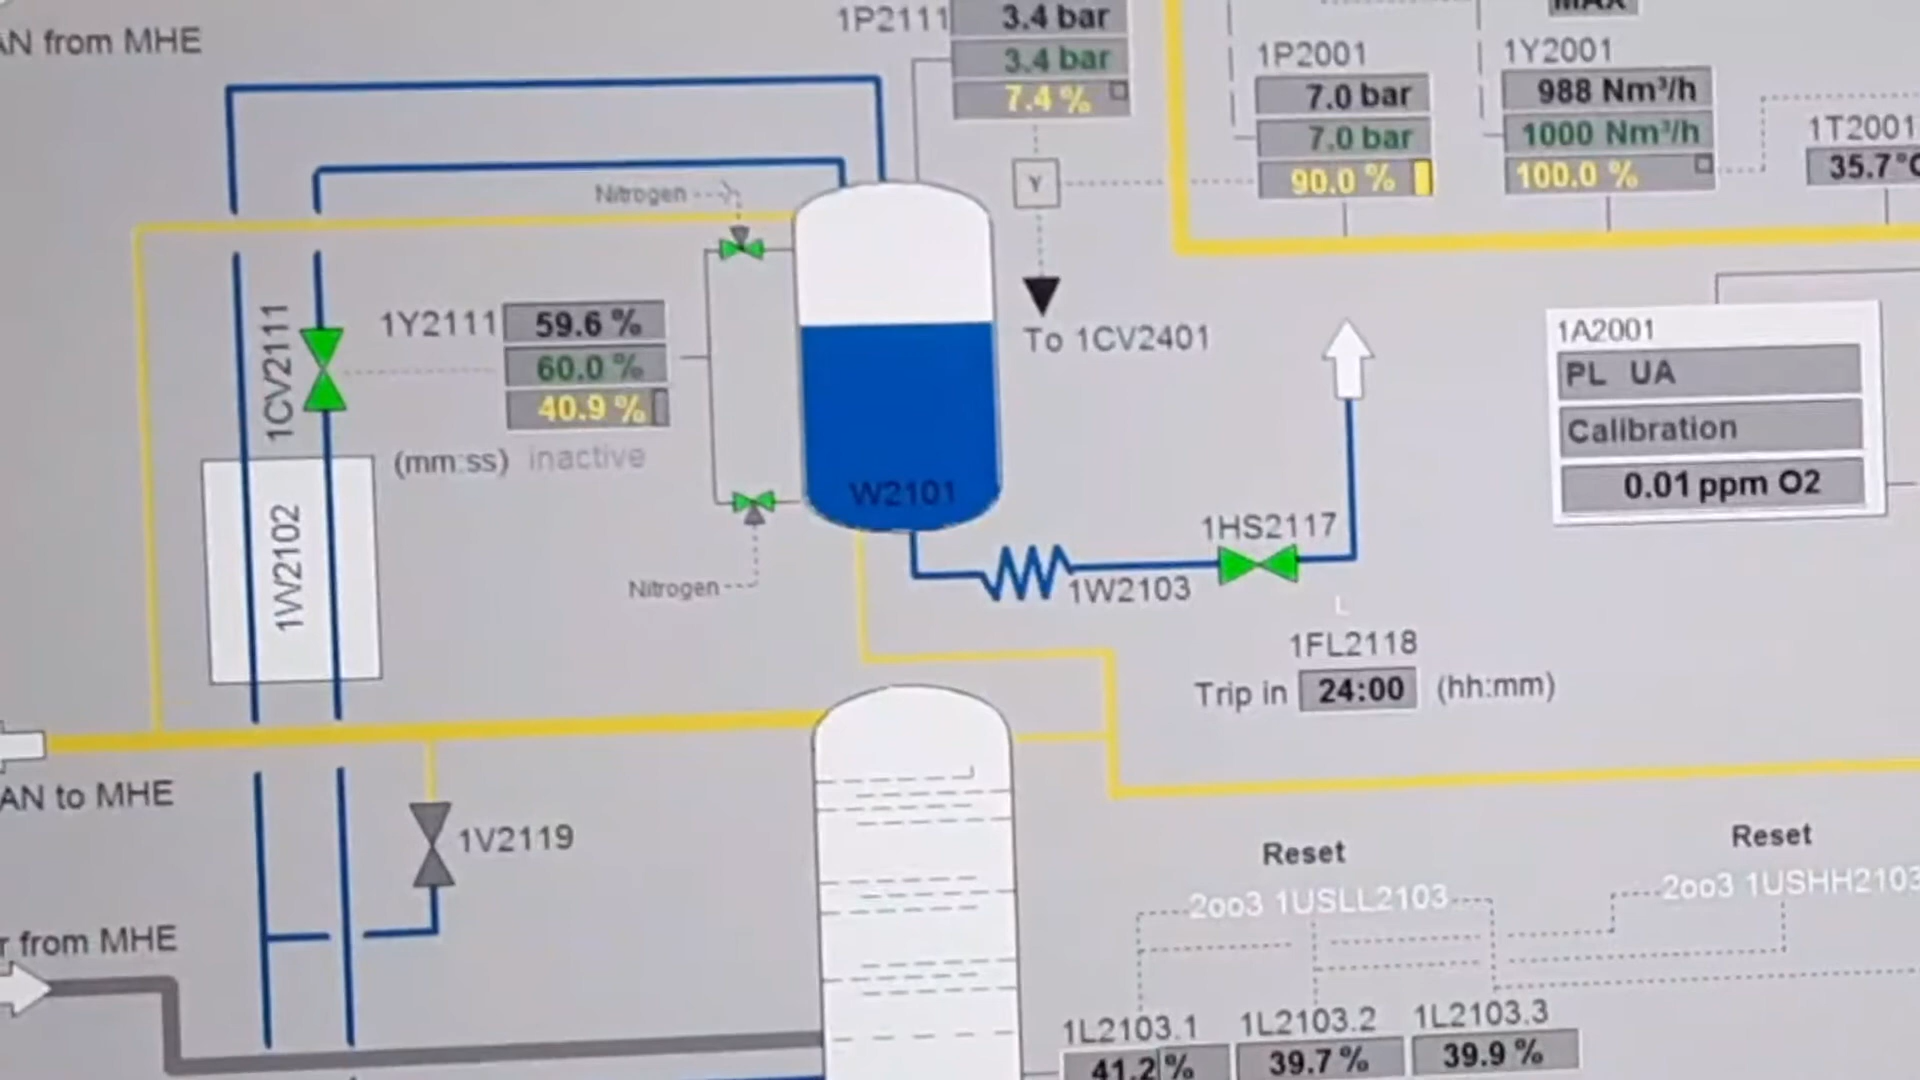 AN from MHE
1P2111
3.4 bar
3.4 bar
7.4 %
MAX
1P2001
7.0 bar
7.0 bar
90.0 %
1Y2001
988 Nm³/h
1000 Nm³/h
100.0 %
1T2001
35.7°C
Nitrogen
Y
1CV2111
1Y2111
59.6 %
60.0 %
40.9 %
(mm:ss) inactive
To 1CV2401
1A2001
PL UA
Calibration
0.01 ppm O2
W2101
1W2102
Nitrogen
1HS2117
1W2103
L
1FL2118
Trip in 24:00 (hh:mm)
AN to MHE
1V2119
Reset
Reset
2oo3 1USLL2103
2oo3 1USHH2103
r from MHE
1L2103.1
41.2 %
1L2103.2
39.7 %
1L2103.3
39.9 %